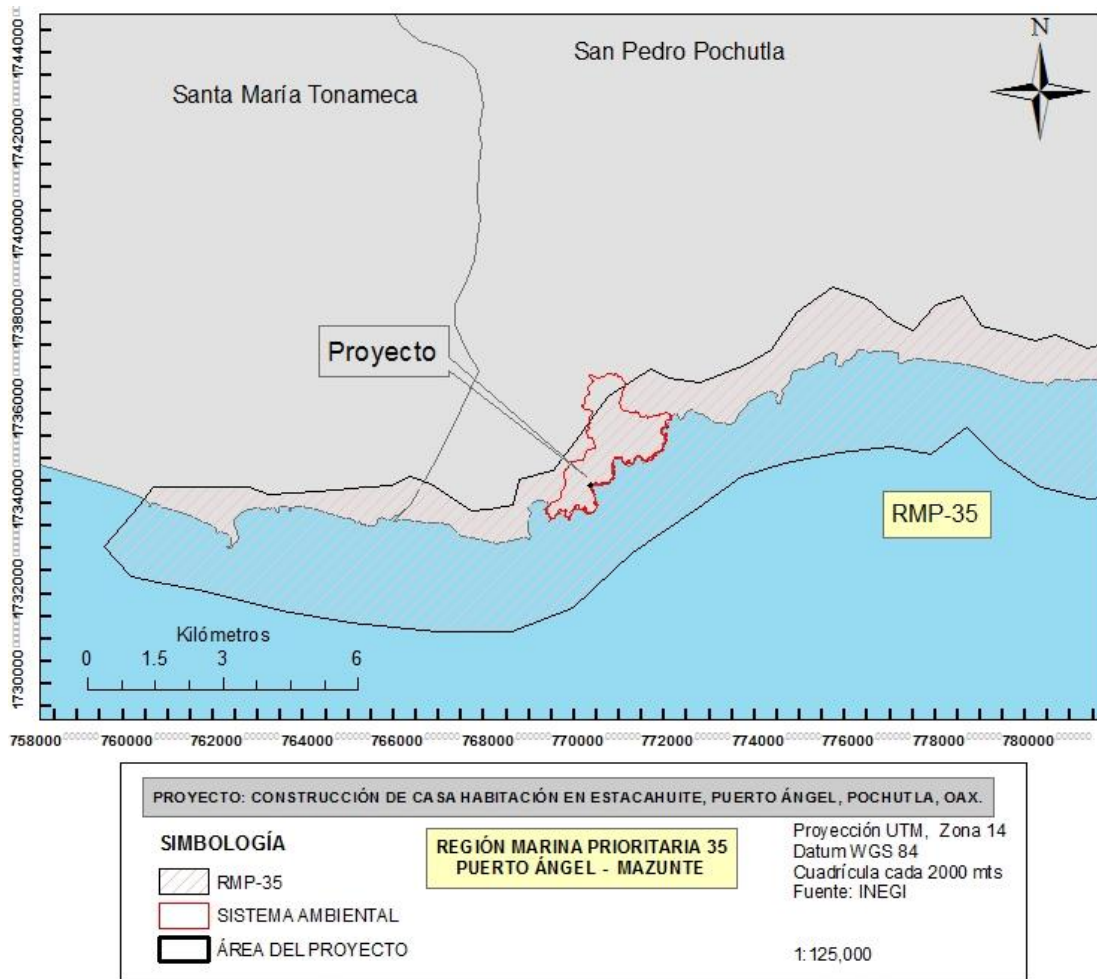 N
San Pedro Pochutla
Santa María Tonameca
Proyecto
RMP-35
Kilómetros
0 1.5 3 6
1744000
1742000
1740000
1738000
1736000
1734000
1732000
1730000
758000 760000 762000 764000 766000 768000 770000 772000 774000 776000 778000 780000
PROYECTO: CONSTRUCCIÓN DE CASA HABITACIÓN EN ESTACAHUITE, PUERTO ÁNGEL, POCHUTLA, OAX.
SIMBOLOGÍA
RMP-35
SISTEMA AMBIENTAL
ÁREA DEL PROYECTO
REGIÓN MARINA PRIORITARIA 35
PUERTO ÁNGEL - MAZUNTE
Proyección UTM, Zona 14
Datum WGS 84
Cuadrícula cada 2000 mts
Fuente: INEGI
1:125,000